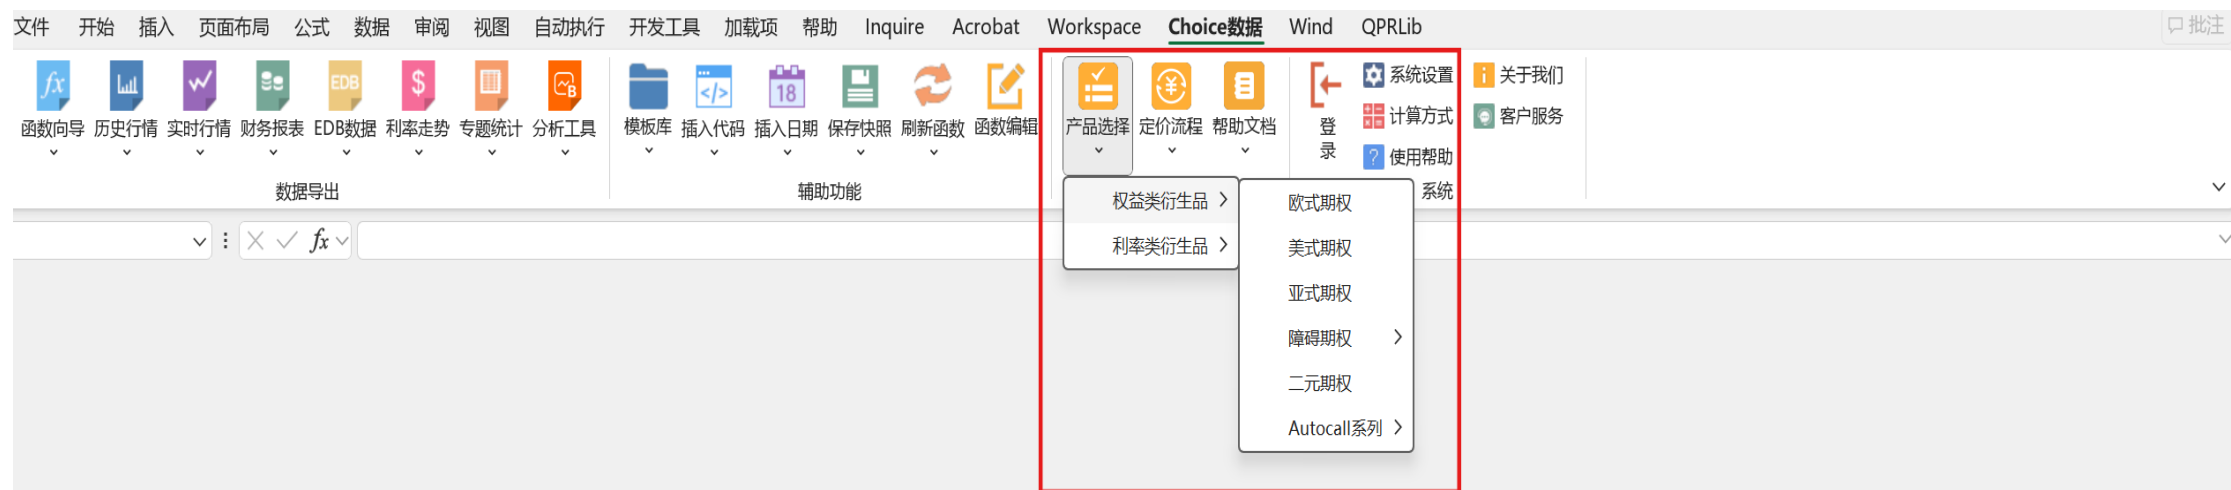 文件 开始 插入 页面布局 公式 数据 审阅 视图 自动执行 开发工具 加载项 帮助 Inquire Acrobat Workspace Choice数据 Wind QPRLib 批注
fx EDB $ B </> 18 ¥ 系统设置 i 关于我们
计算方式 客户服务
函数向导 历史行情 实时行情 财务报表 EDB数据 利率走势 专题统计 分析工具 模板库 插入代码 插入日期 保存快照 刷新函数 函数编辑 产品选择 定价流程 帮助文档 登录
? 使用帮助
数据导出 辅助功能 系统
权益类衍生品 欧式期权
fx
利率类衍生品 美式期权
亚式期权
障碍期权
二元期权
Autocall系列